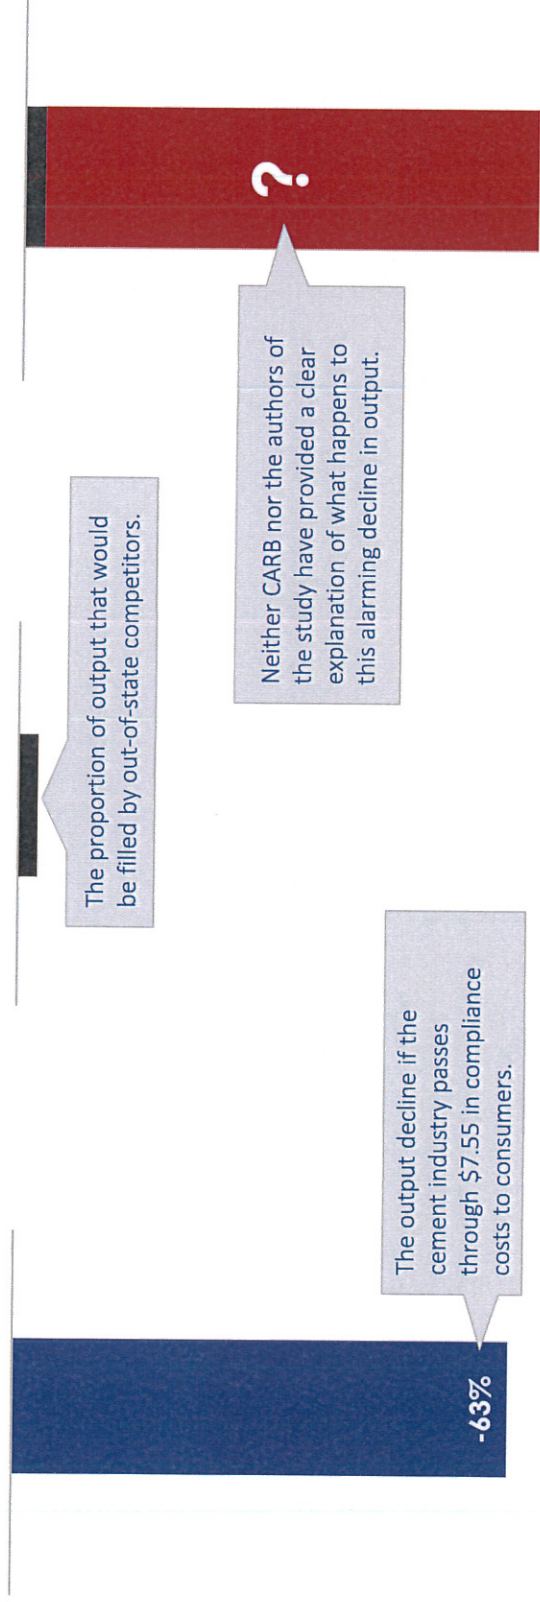 -63%
The output decline if the
cement industry passes
through $7.55 in compliance
costs to consumers.
The proportion of output that would
be filled by out-of-state competitors.
Neither CARB nor the authors of
the study have provided a clear
explanation of what happens to
this alarming decline in output.
?